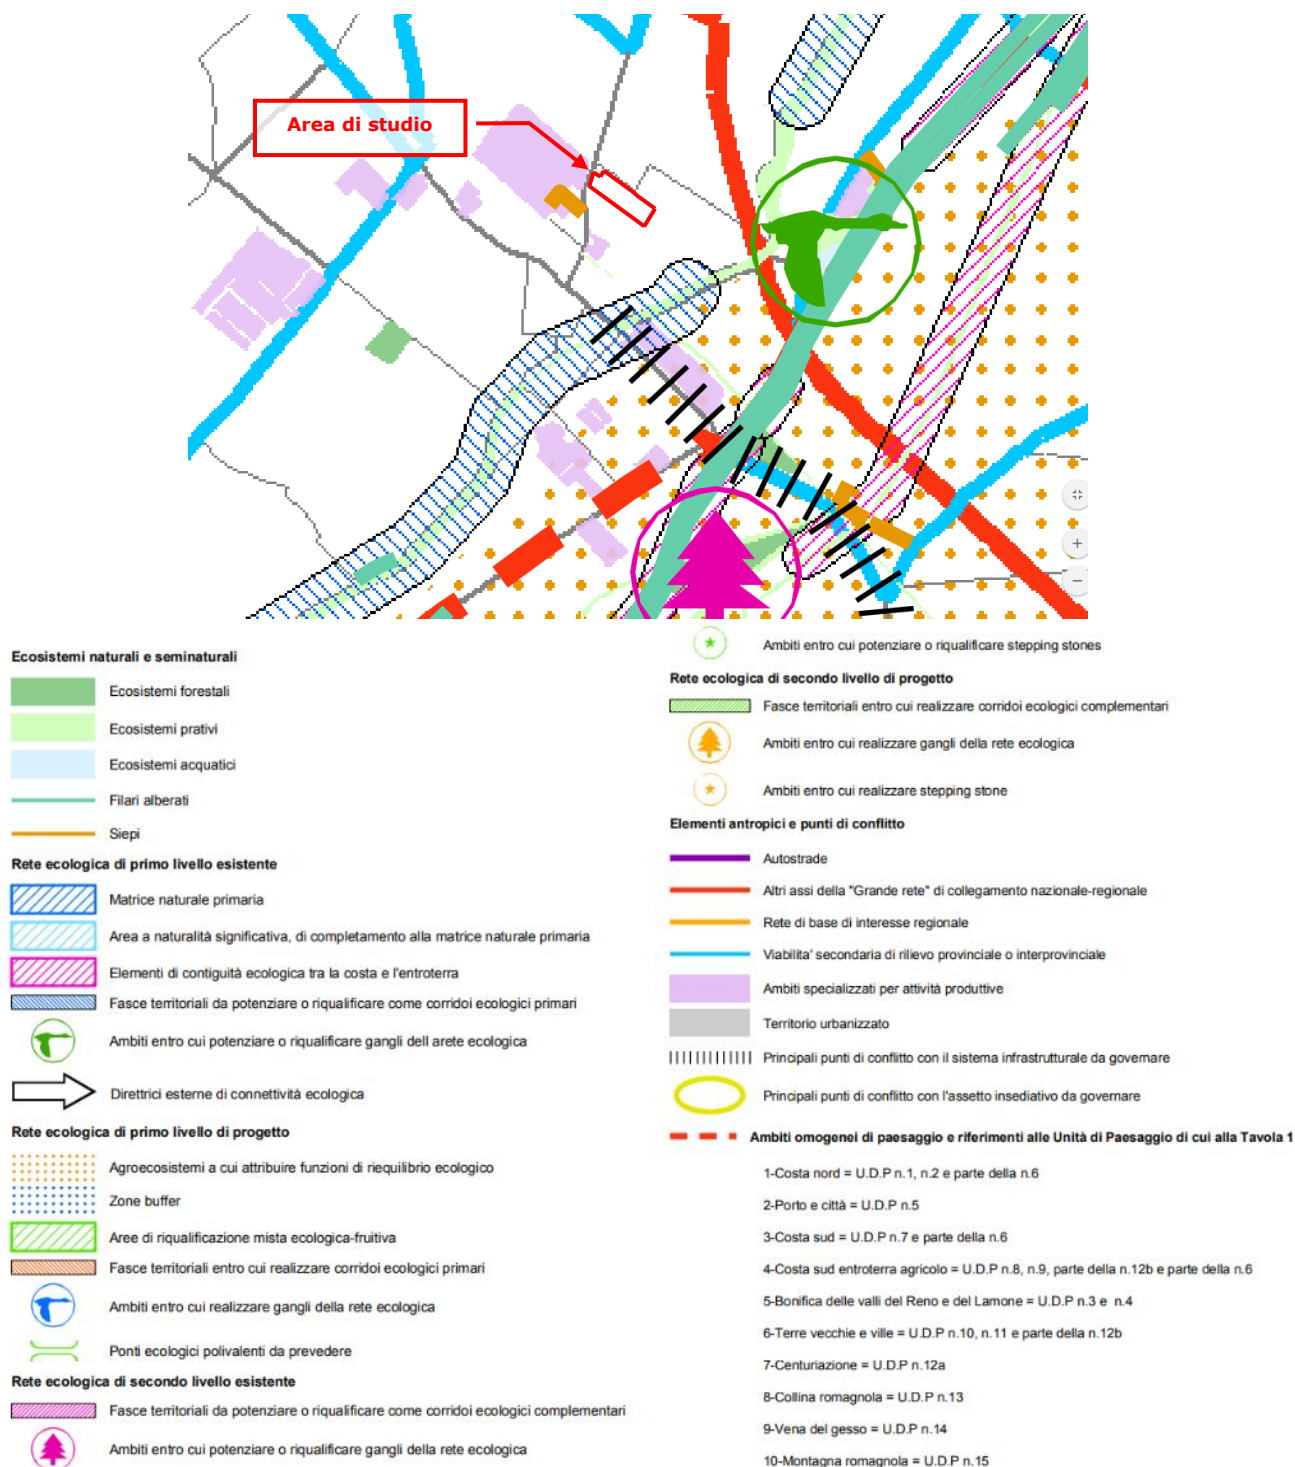 Area di studio
Ecosistemi naturali e seminaturali
Ecosistemi forestali
Ecosistemi prativi
Ecosistemi acquatici
Filari alberati
Siepi
Rete ecologica di primo livello esistente
Matrice naturale primaria
Area a naturalità significativa, di completamento alla matrice naturale primaria
Elementi di contiguità ecologica tra la costa e l'entroterra
Fasce territoriali da potenziare o riqualificare come corridoi ecologici primari
Ambiti entro cui potenziare o riqualificare gangli dell arete ecologica
Direttrici esterne di connettività ecologica
Rete ecologica di primo livello di progetto
Agroecosistemi a cui attribuire funzioni di riequilibrio ecologico
Zone buffer
Aree di riqualificazione mista ecologica-fruitiva
Fasce territoriali entro cui realizzare corridoi ecologici primari
Ambiti entro cui realizzare gangli della rete ecologica
Ponti ecologici polivalenti da prevedere
Rete ecologica di secondo livello esistente
Fasce territoriali da potenziare o riqualificare come corridoi ecologici complementari
Ambiti entro cui potenziare o riqualificare gangli della rete ecologica
Ambiti entro cui potenziare o riqualificare stepping stones
Rete ecologica di secondo livello di progetto
Fasce territoriali entro cui realizzare corridoi ecologici complementari
Ambiti entro cui realizzare gangli della rete ecologica
Ambiti entro cui realizzare stepping stone
Elementi antropici e punti di conflitto
Autostrade
Altri assi della "Grande rete" di collegamento nazionale-regionale
Rete di base di interesse regionale
Viabilita' secondaria di rilievo provinciale o interprovinciale
Ambiti specializzati per attività produttive
Territorio urbanizzato
Principali punti di conflitto con il sistema infrastrutturale da governare
Principali punti di conflitto con l'assetto insediativo da governare
Ambiti omogenei di paesaggio e riferimenti alle Unità di Paesaggio di cui alla Tavola 1
1-Costa nord = U.D.P n.1, n.2 e parte della n.6
2-Porto e città = U.D.P n.5
3-Costa sud = U.D.P n.7 e parte della n.6
4-Costa sud entroterra agricolo = U.D.P n.8, n.9, parte della n.12b e parte della n.6
5-Bonifica delle valli del Reno e del Lamone = U.D.P n.3 e n.4
6-Terre vecchie e ville = U.D.P n.10, n.11 e parte della n.12b
7-Centuriazione = U.D.P n.12a
8-Collina romagnola = U.D.P n.13
9-Vena del gesso = U.D.P n.14
10-Montagna romagnola = U.D.P n.15